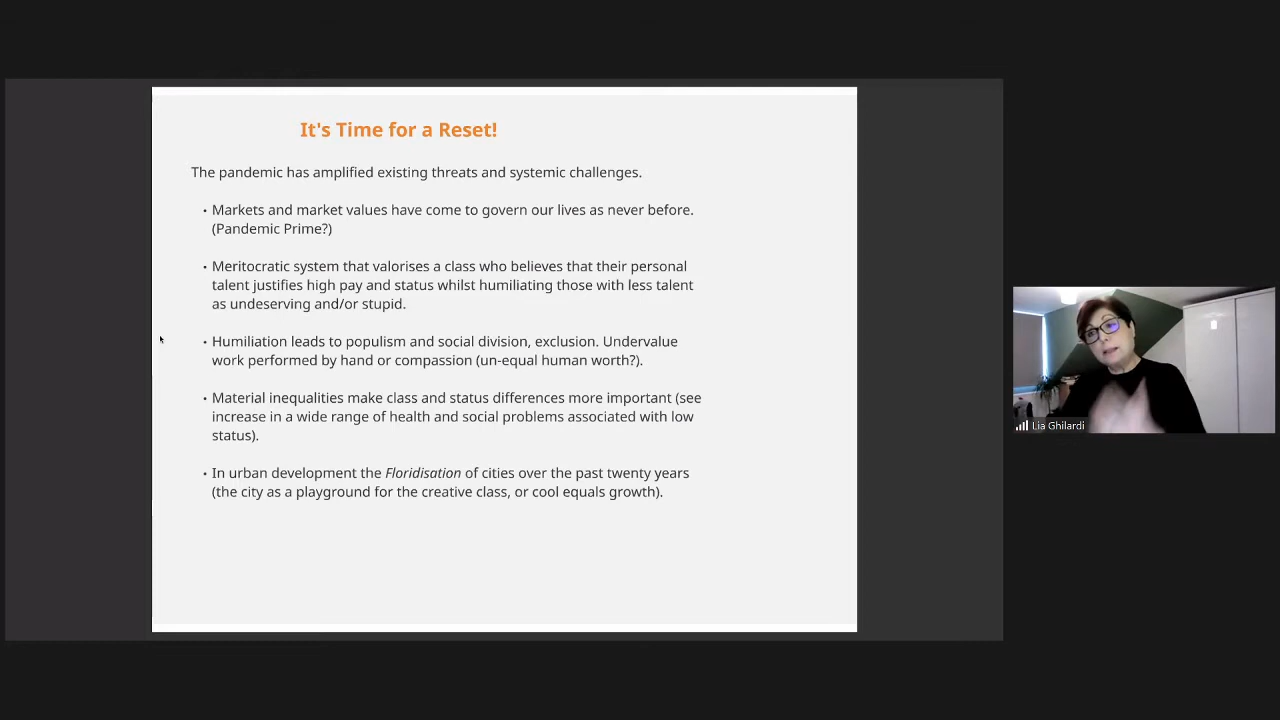 It's Time for a Reset!
The pandemic has amplified existing threats and systemic challenges.
• Markets and market values have come to govern our lives as never before.
(Pandemic Prime?)
• Meritocratic system that valorises a class who believes that their personal
talent justifies high pay and status whilst humiliating those with less talent
as undeserving and/or stupid.
• Humiliation leads to populism and social division, exclusion. Undervalue
work performed by hand or compassion (un-equal human worth?).
• Material inequalities make class and status differences more important (see
increase in a wide range of health and social problems associated with low
status).
• In urban development the Floridisation of cities over the past twenty years
(the city as a playground for the creative class, or cool equals growth).
Lia Ghilardi